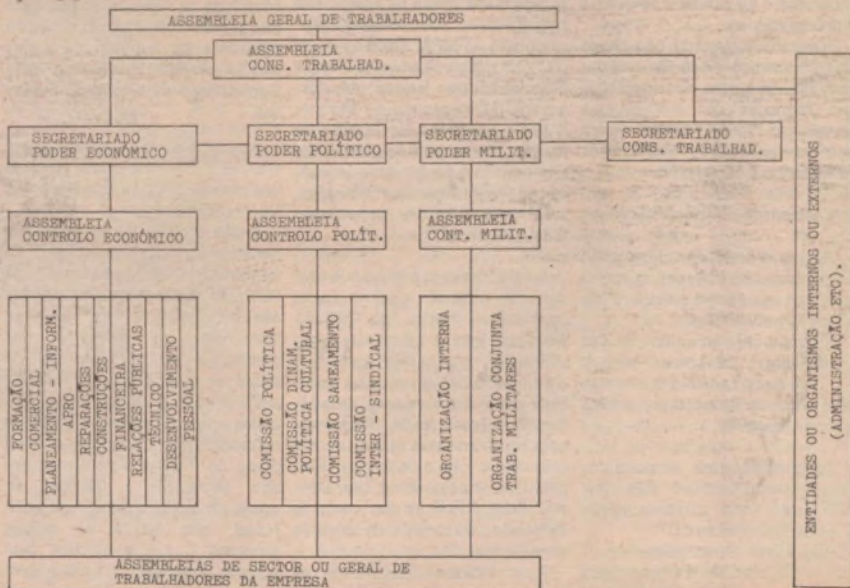 ASSEMBLEIA GERAL DE TRABALHADORES
ASSEMBLEIA
CONS. TRABALHAD.
SECRETARIADO
PODER ECONÓMICO
SECRETARIADO
PODER POLÍTICO
SECRETARIADO
PODER MILIT.
SECRETARIADO
CONS. TRABALHAD.
ASSEMBLEIA
CONTROLO ECONÓMICO
ASSEMBLEIA
CONTROLO POLÍT.
ASSEMBLEIA
CONT. MILIT.
FORMAÇÃO
COMERCIAL
PLANEAMENTO - INFORM.
APRO
REPARAÇÕES
CONSTRUÇÕES
FINANCEIRA
RELAÇÕES PÚBLICAS
TÉCNICO
DESENVOLVIMENTO
PESSOAL
COMISSÃO POLÍTICA
COMISSÃO DINAM.
POLÍTICA CULTURAL
COMISSÃO SANEAMENTO
COMISSÃO
INTER - SINDICAL
ORGANIZAÇÃO INTERNA
ORGANIZAÇÃO CONJUNTA
TRAB. MILITARES
ENTIDADES OU ORGANISMOS INTERNOS OU EXTERNOS
(ADMINISTRAÇÃO ETC).
ASSEMBLEIAS DE SECTOR OU GERAL DE
TRABALHADORES DA EMPRESA